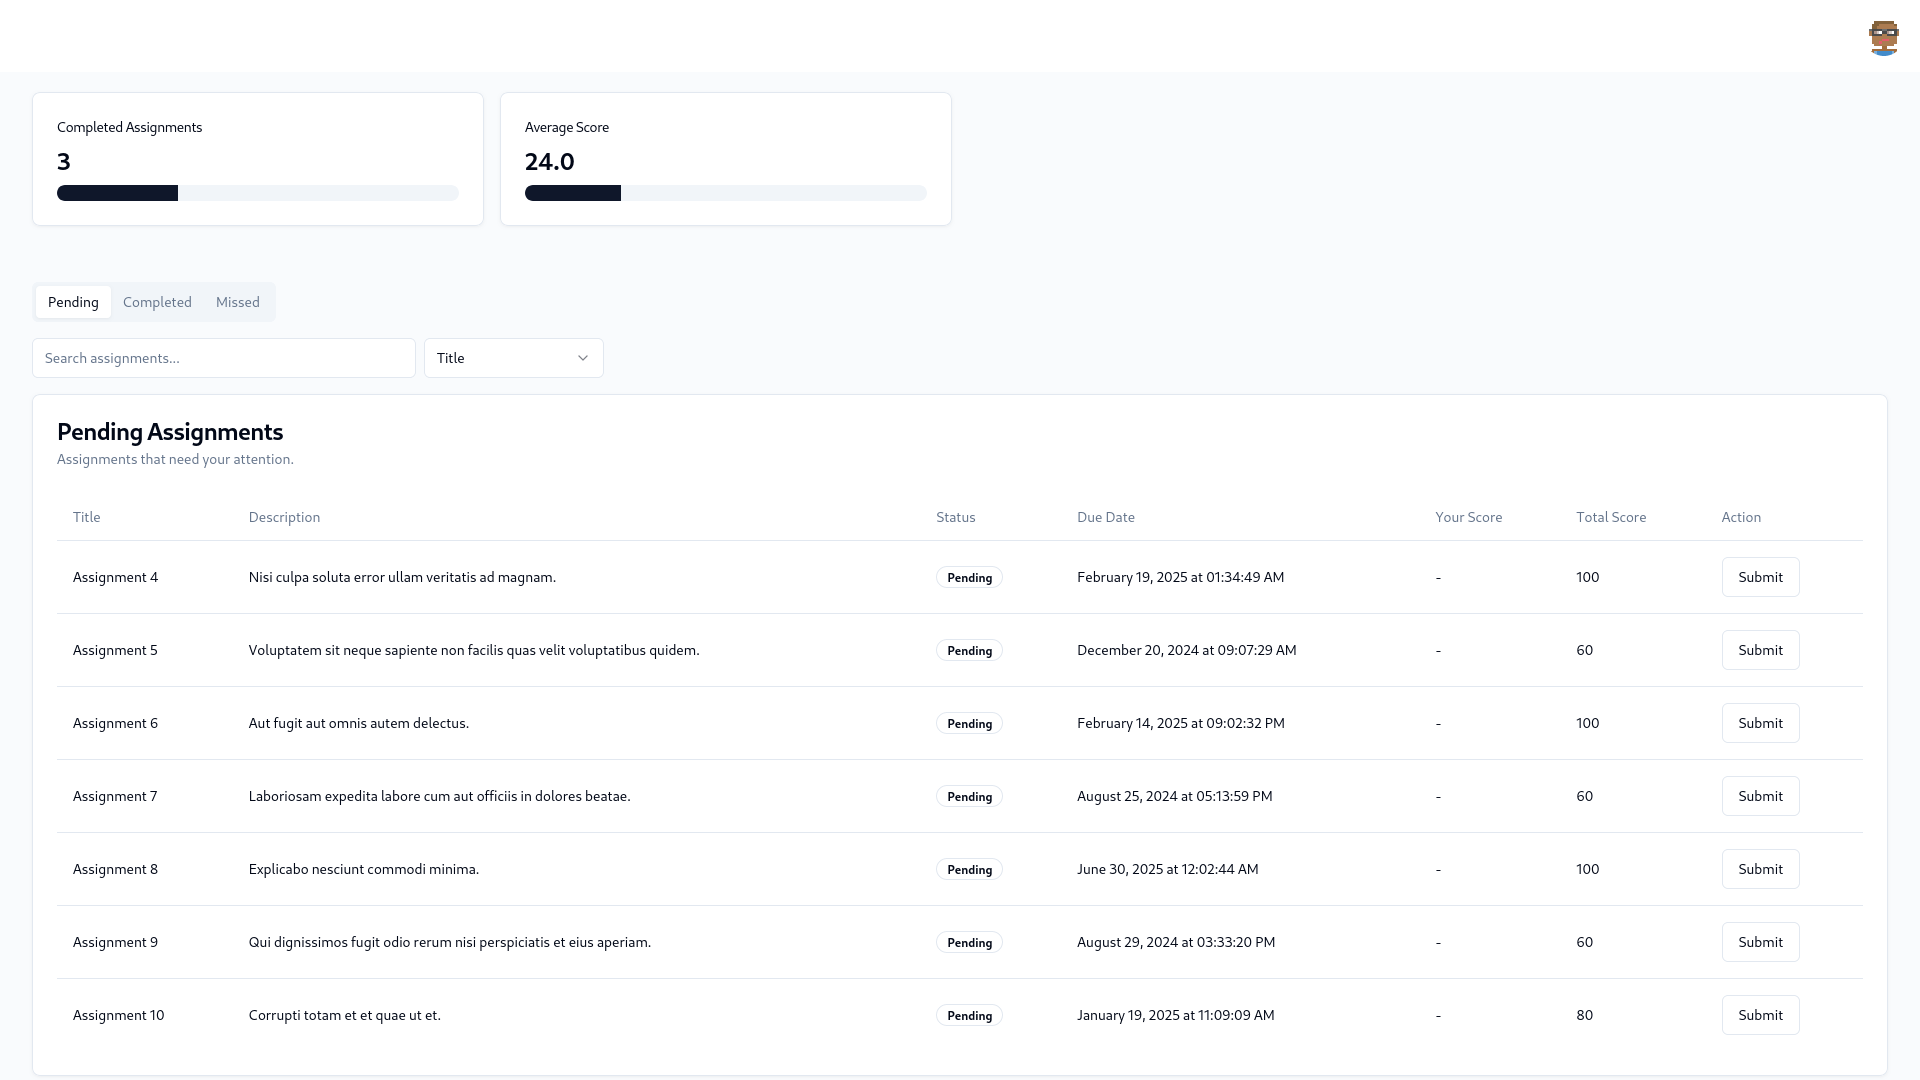 Completed Assignments
3
Average Score
24.0
Pending Completed Missed
Search assignments...
Title
Pending Assignments
Assignments that need your attention.
Title Description Status Due Date Your Score Total Score Action
Assignment 4 Nisi culpa soluta error ullam veritatis ad magnam. Pending February 19, 2025 at 01:34:49 AM - 100 Submit
Assignment 5 Voluptatem sit neque sapiente non facilis quas velit voluptatibus quidem. Pending December 20, 2024 at 09:07:29 AM - 60 Submit
Assignment 6 Aut fugit aut omnis autem delectus. Pending February 14, 2025 at 09:02:32 PM - 100 Submit
Assignment 7 Laboriosam expedita labore cum aut officiis in dolores beatae. Pending August 25, 2024 at 05:13:59 PM - 60 Submit
Assignment 8 Explicabo nesciunt commodi minima. Pending June 30, 2025 at 12:02:44 AM - 100 Submit
Assignment 9 Qui dignissimos fugit odio rerum nisi perspiciatis et eius aperiam. Pending August 29, 2024 at 03:33:20 PM - 60 Submit
Assignment 10 Corrupti totam et et quae ut et. Pending January 19, 2025 at 11:09:09 AM - 80 Submit